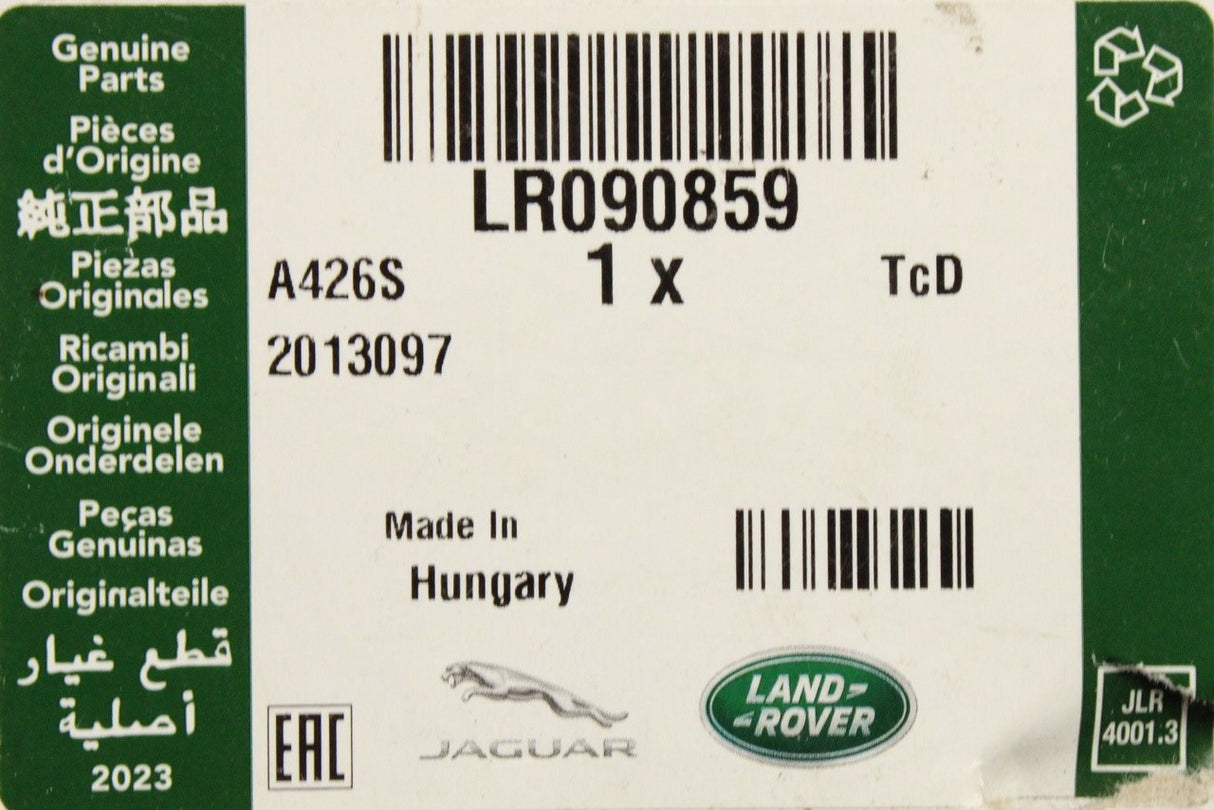 Genuine
Parts
Pièces
d'Origine
純正部品
Piezas
Originales
Ricambi
Originali
Originele
Onderdelen
Peças
Genuinas
Originalteile
قطع غيار
أصلية
2023
LR090859
A426S 1 x TcD
2013097
Made In
Hungary
EAC
JAGUAR
LAND
ROVER
JLR
4001.3